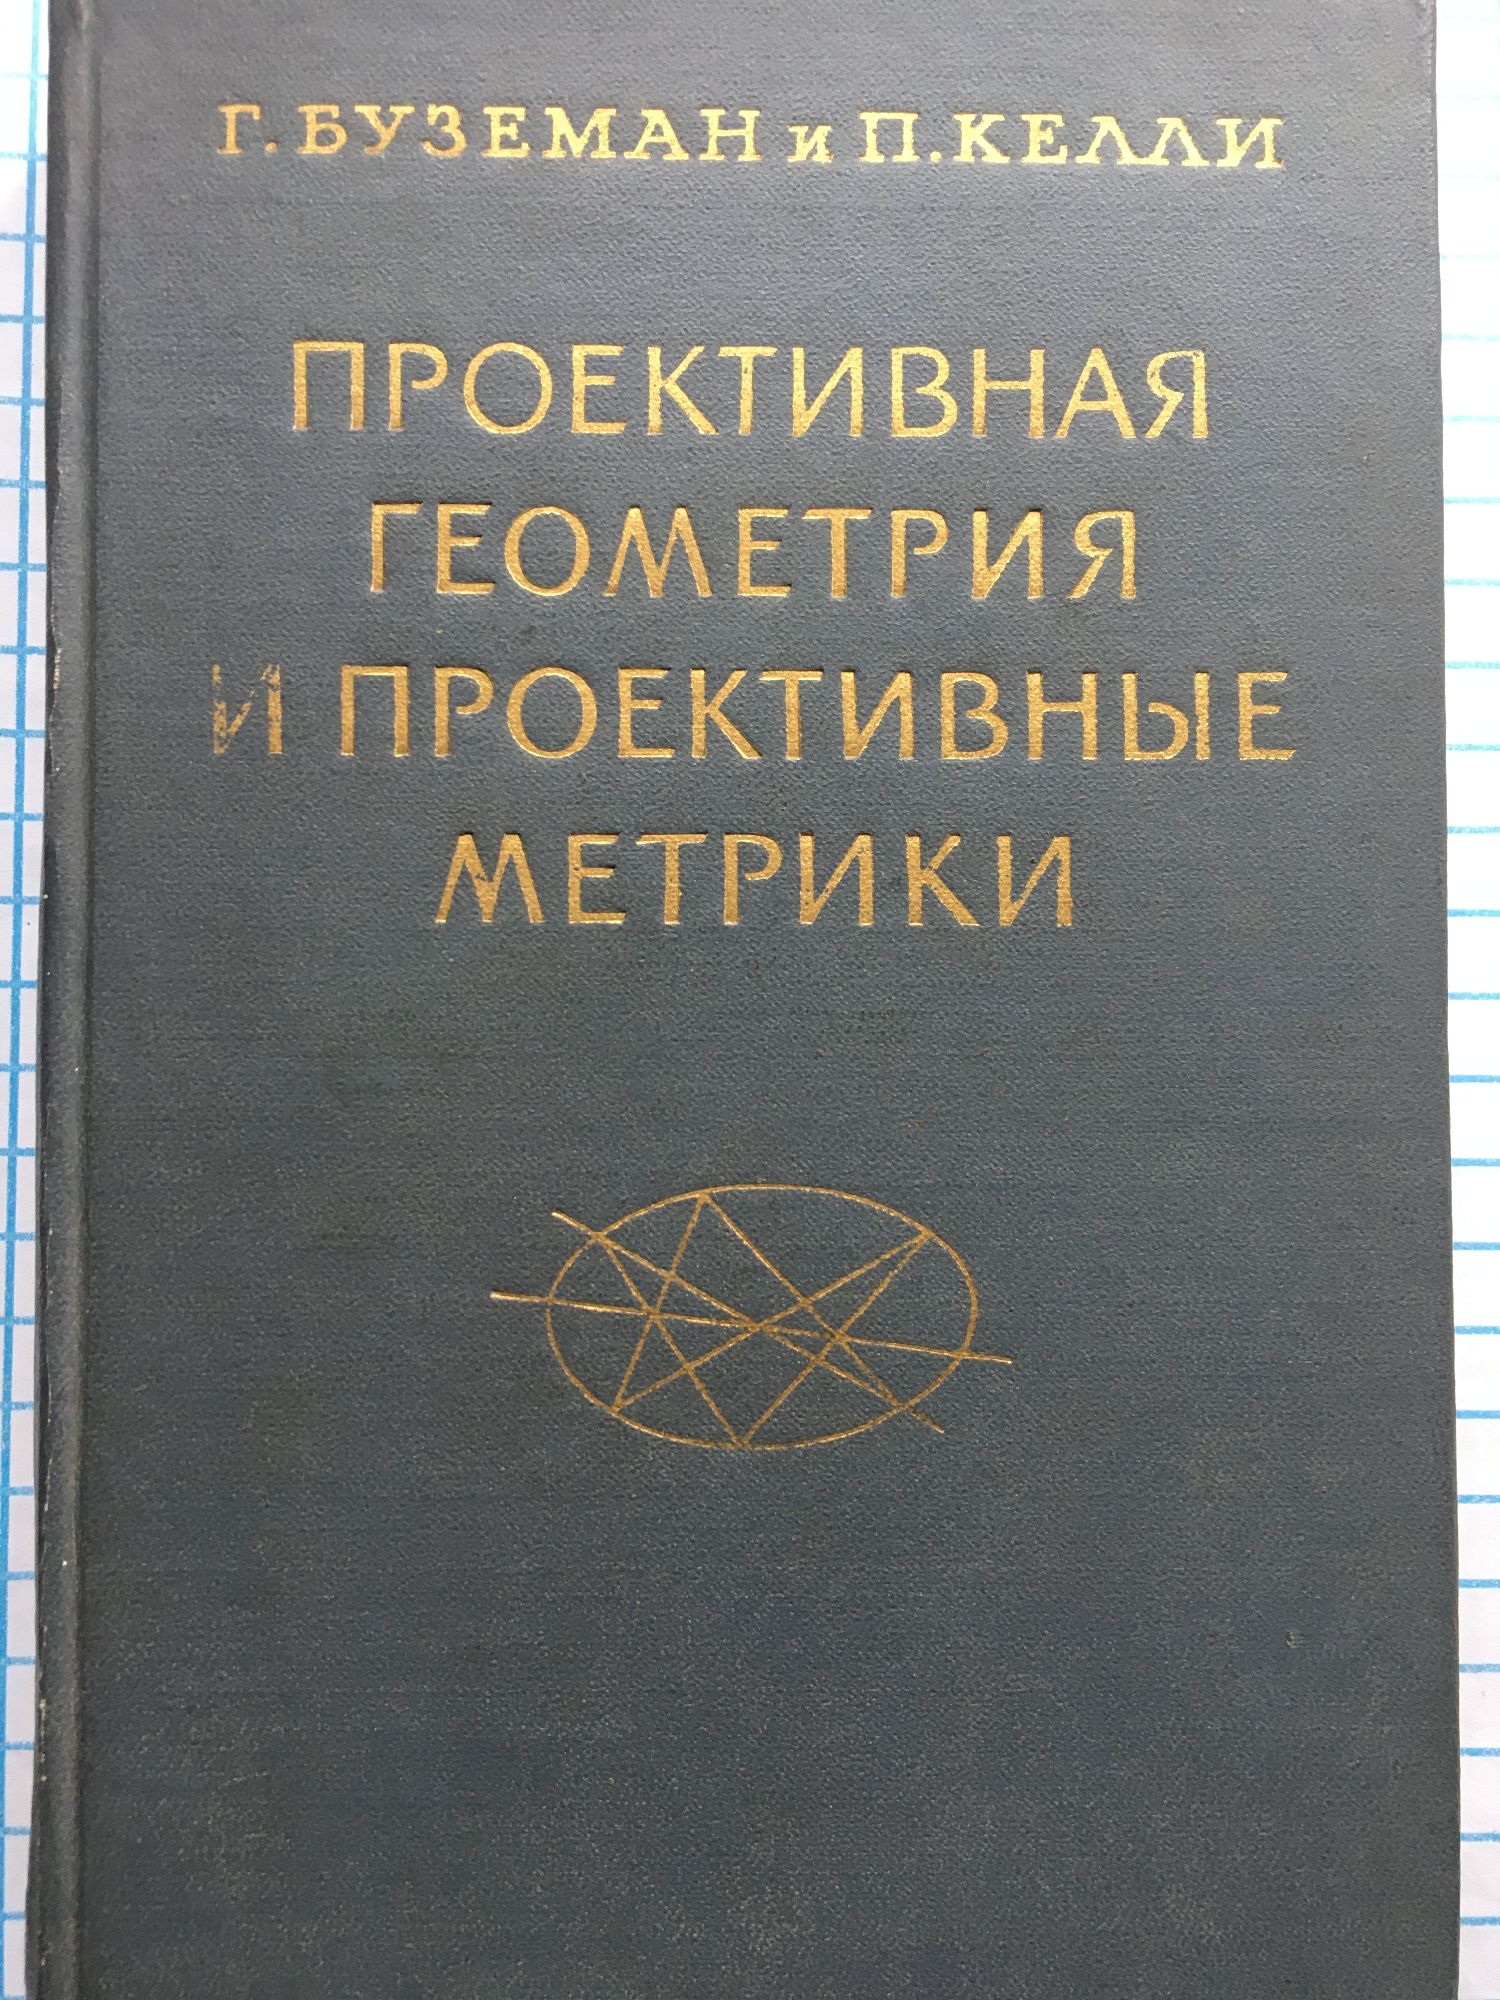 Г. БУЗЕМАН и П. КЕЛЛИ
ПРОЕКТИВНАЯ
ГЕОМЕТРИЯ
И ПРОЕКТИВНЫЕ
МЕТРИКИ